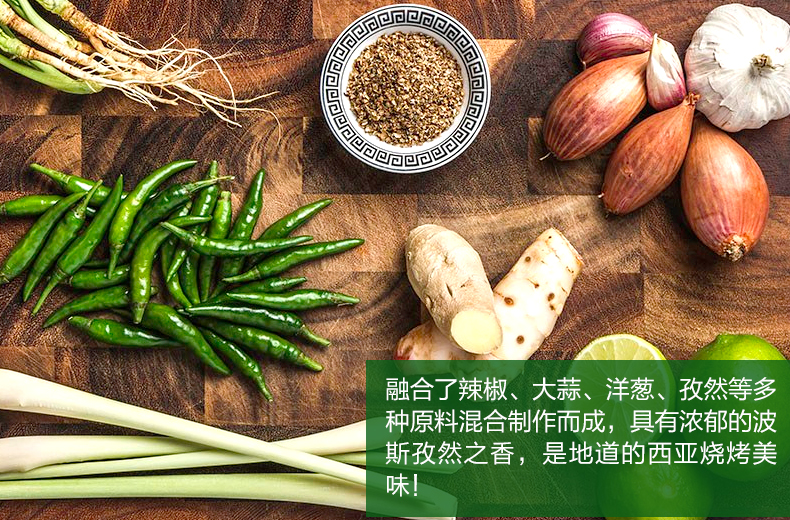 融合了辣椒、大蒜、洋葱、孜然等多
种原料混合制作而成，具有浓郁的波
斯孜然之香，是地道的西亚烧烤美
味！